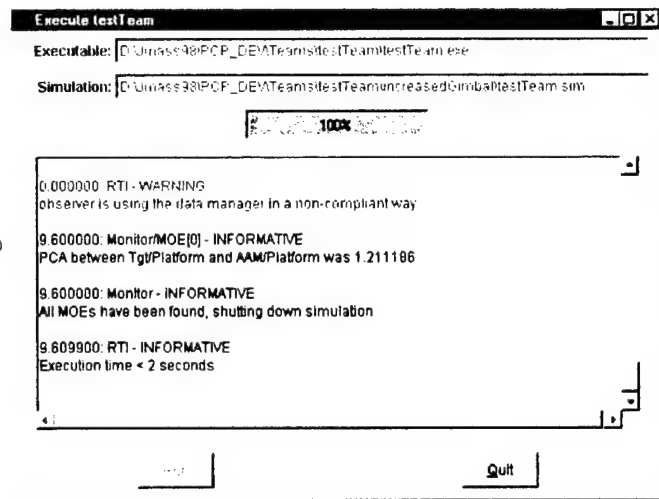 Execute testTeam
Executable: D:\Umass98\PCP_DEV\Teams\testTeam\testTeam.exe
Simulation: D:\Umass98\PCP_DEV\Teams\testTeam\increasedGimbal\testTeam.sim
100%
0.000000: RTI - WARNING
observer is using the data manager in a non-compliant way
9.600000: Monitor/MOE[0] - INFORMATIVE
PCA between Tgt/Platform and AAM/Platform was 1.211186
9.600000: Monitor - INFORMATIVE
All MOEs have been found, shutting down simulation
9.609900: RTI - INFORMATIVE
Execution time < 2 seconds
Quit